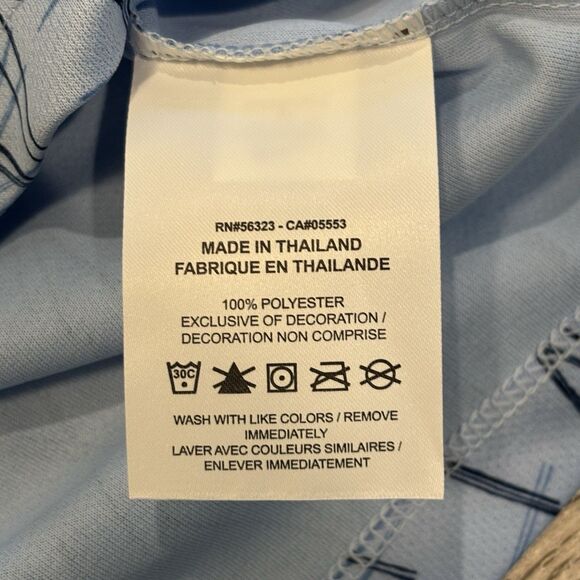 RN#56323 - CA#05553
MADE IN THAILAND
FABRIQUE EN THAILANDE
100% POLYESTER
EXCLUSIVE OF DECORATION /
DECORATION NON COMPRISE
30C
WASH WITH LIKE COLORS / REMOVE
IMMEDIATELY
LAVER AVEC COULEURS SIMILAIRES /
ENLEVER IMMEDIATEMENT